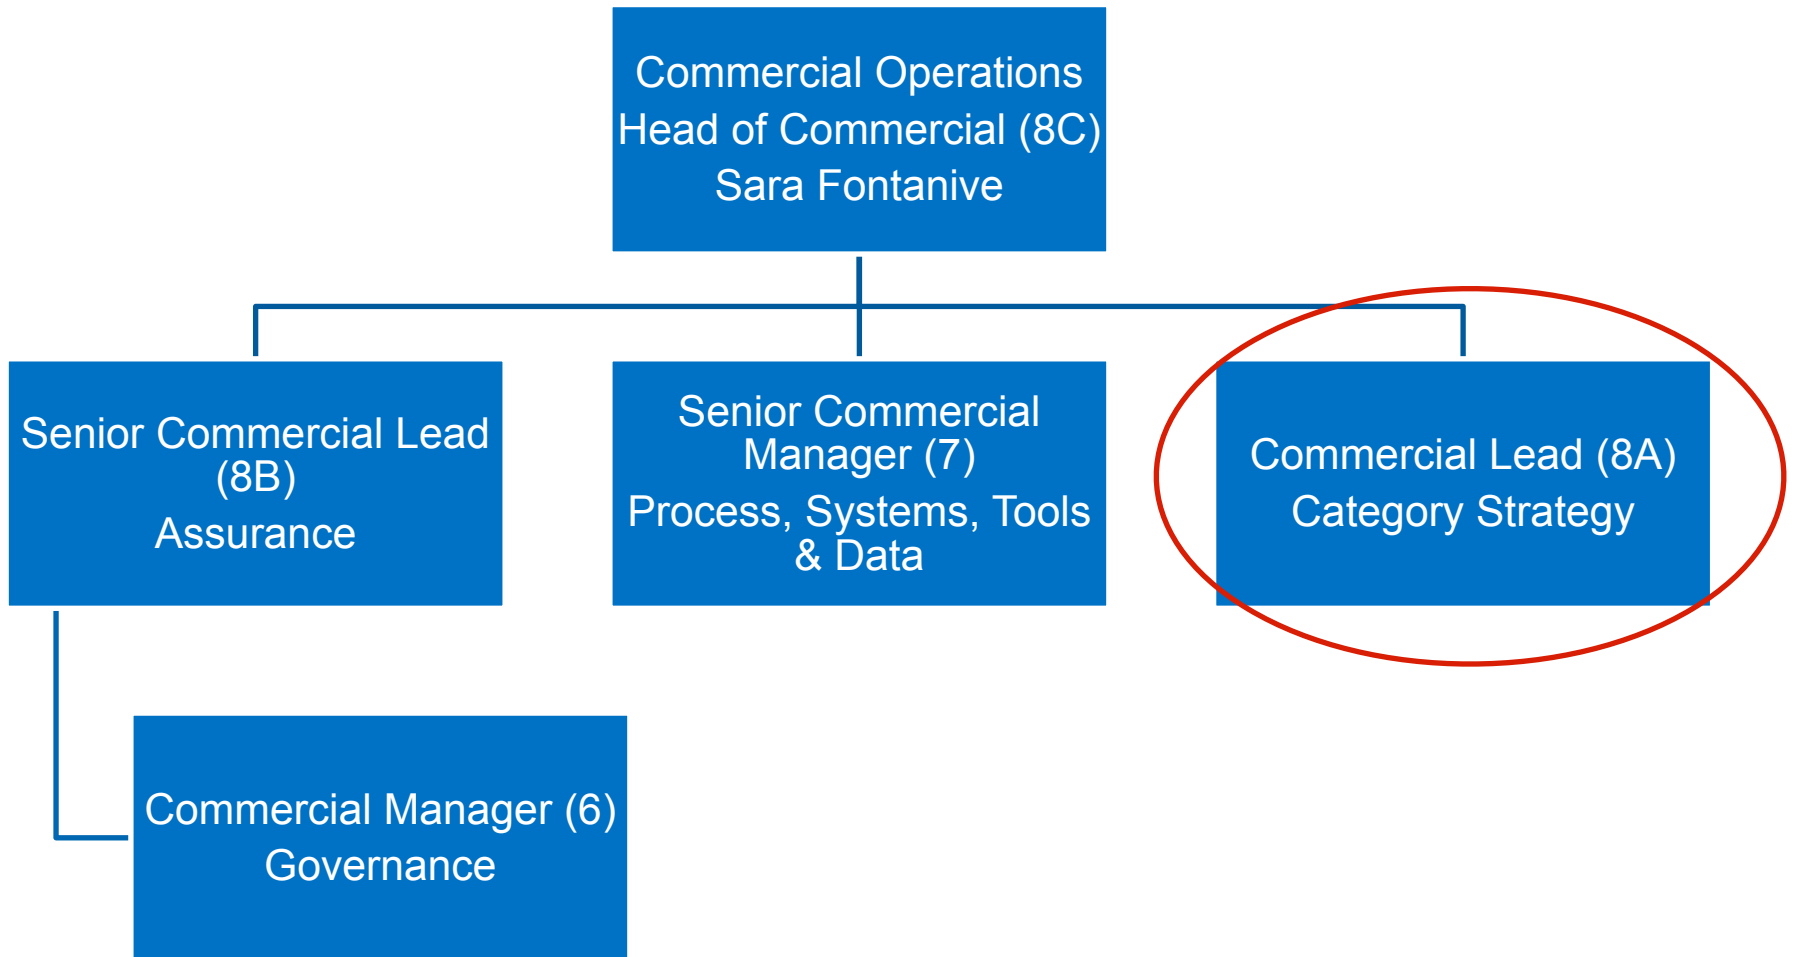 Commercial Operations
Head of Commercial (8C)
Sara Fontanive
Senior Commercial Lead
(8B)
Assurance
Senior Commercial
Manager (7)
Process, Systems, Tools
& Data
Commercial Lead (8A)
Category Strategy
Commercial Manager (6)
Governance